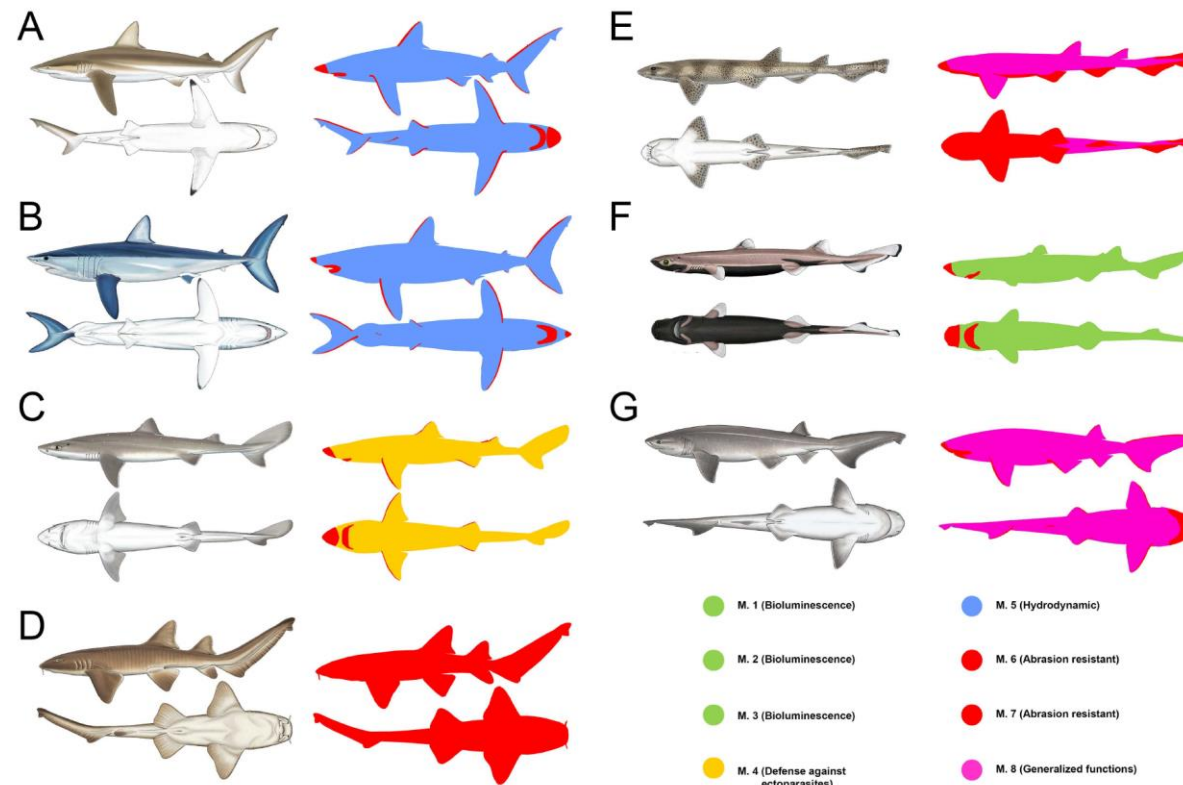 A
B
C
D
E
F
G
M. 1 (Bioluminescence)
M. 2 (Bioluminescence)
M. 3 (Bioluminescence)
M. 4 (Defense against
ectoparasites)
M. 5 (Hydrodynamic)
M. 6 (Abrasion resistant)
M. 7 (Abrasion resistant)
M. 8 (Generalized functions)